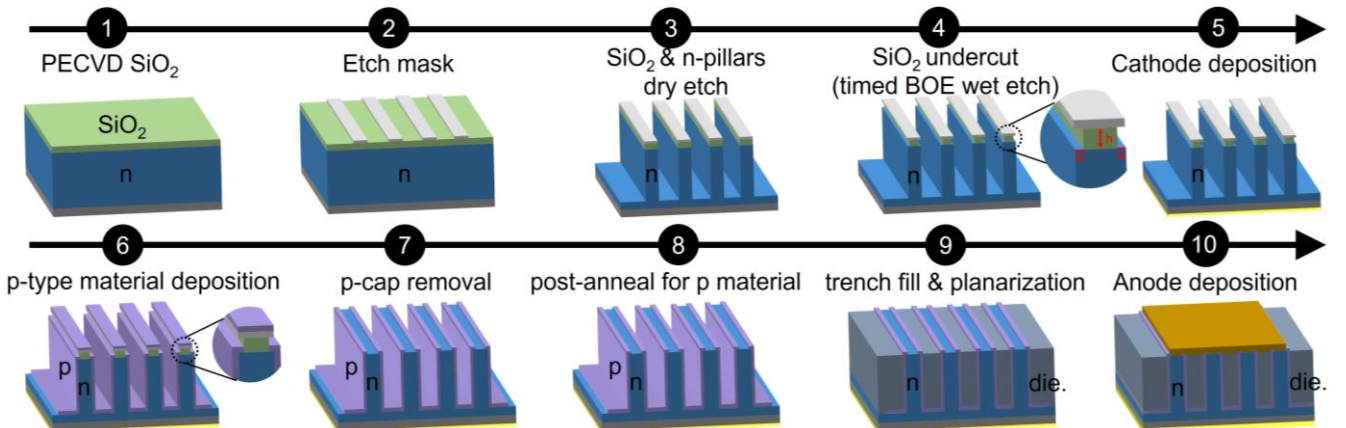 1
PECVD SiO₂
SiO₂
n
2
Etch mask
n
3
SiO₂ & n-pillars
dry etch
n
4
SiO₂ undercut
(timed BOE wet etch)
n
h
5
Cathode deposition
n
6
p-type material deposition
p
n
7
p-cap removal
p
n
8
post-anneal for p material
p
n
9
trench fill & planarization
n
die.
10
Anode deposition
n
die.